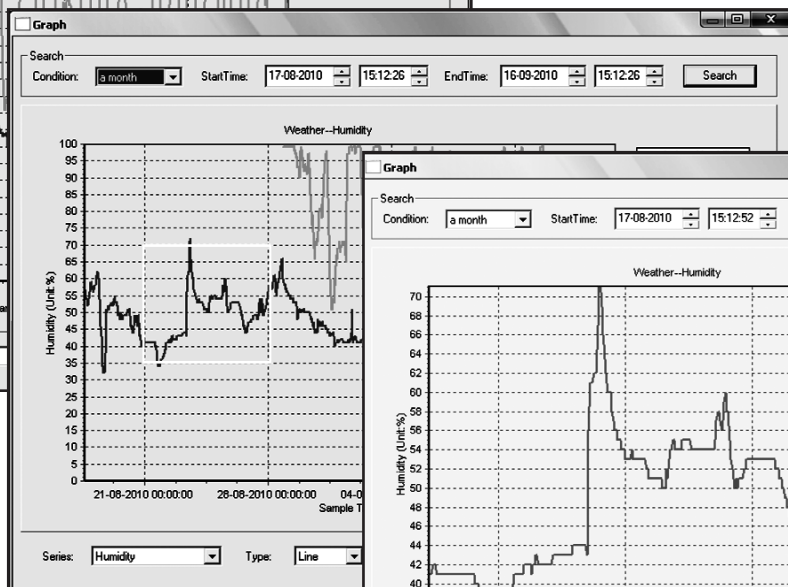 Graph
Search
Condition: a month StartTime: 17-08-2010 15:12:26 EndTime: 16-09-2010 15:12:26 Search
Weather--Humidity
100
95
90
85
80
75
70
65
60
55
50
45
40
35
30
25
20
15
10
5
0
Humidity (Unit:%)
21-08-2010 00:00:00 28-08-2010 00:00:00 04-0
Sample T
Series: Humidity Type: Line
Graph
Search
Condition: a month StartTime: 17-08-2010 15:12:52
Weather--Humidity
70
68
66
64
62
60
58
56
54
52
50
48
46
44
42
40
Humidity (Unit:%)